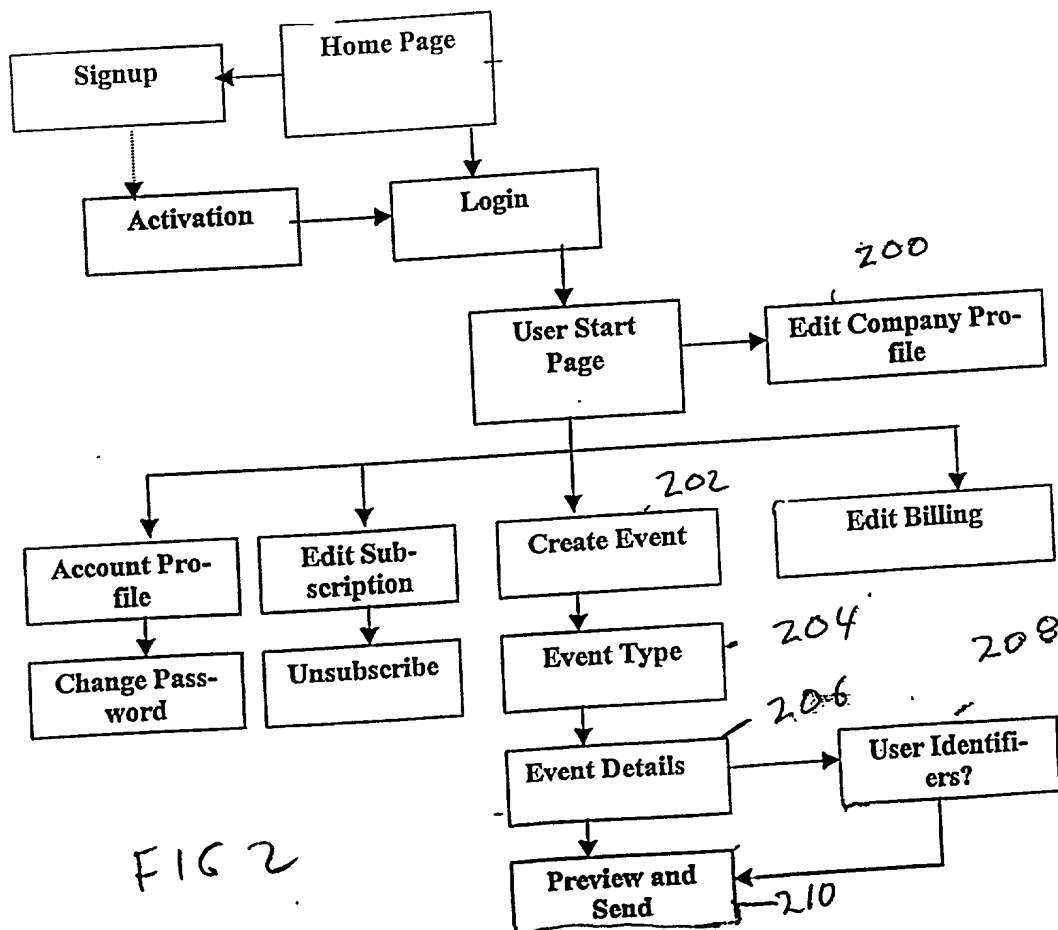 Home Page
Signup
Activation
Login
200
User Start
Page
Edit Company Pro-
file
202
Account Pro-
file
Edit Sub-
scription
Create Event
Edit Billing
204
208
Change Pass-
word
Unsubscribe
Event Type
206
Event Details
User Identifi-
ers?
FIG 2
Preview and
Send
210